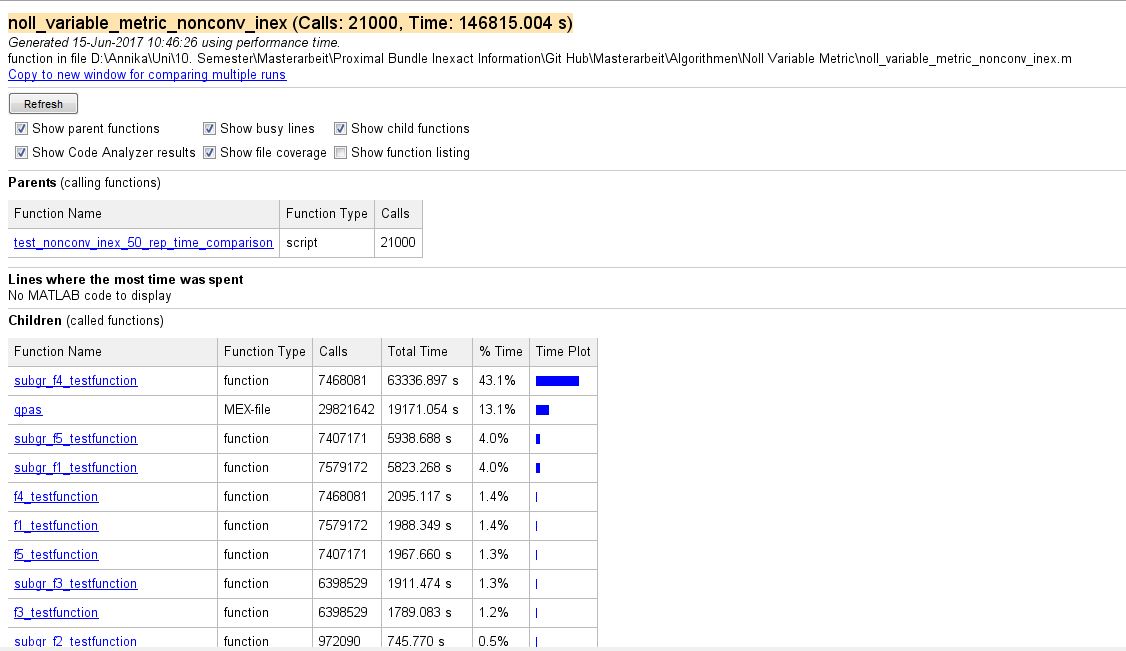 noll_variable_metric_nonconv_inex (Calls: 21000, Time: 146815.004 s)
Generated 15-Jun-2017 10:46:26 using performance time.
function in file D:\Annika\Uni\10. Semester\Masterarbeit\Proximal Bundle Inexact Information\Git Hub\Masterarbeit\Algorithmen\Noll Variable Metric\noll_variable_metric_nonconv_inex.m
Copy to new window for comparing multiple runs
Refresh
Show parent functions Show busy lines Show child functions
Show Code Analyzer results Show file coverage Show function listing
Parents (calling functions)
Function Name Function Type Calls
test_nonconv_inex_50_rep_time_comparison script 21000
Lines where the most time was spent
No MATLAB code to display
Children (called functions)
Function Name Function Type Calls Total Time % Time Time Plot
subgr_f4_testfunction function 7468081 63336.897 s 43.1%
qpas MEX-file 29821642 19171.054 s 13.1%
subgr_f5_testfunction function 7407171 5938.688 s 4.0%
subgr_f1_testfunction function 7579172 5823.268 s 4.0%
f4_testfunction function 7468081 2095.117 s 1.4%
f1_testfunction function 7579172 1988.349 s 1.4%
f5_testfunction function 7407171 1967.660 s 1.3%
subgr_f3_testfunction function 6398529 1911.474 s 1.3%
f3_testfunction function 6398529 1789.083 s 1.2%
subgr_f2_testfunction function 972090 745.770 s 0.5%